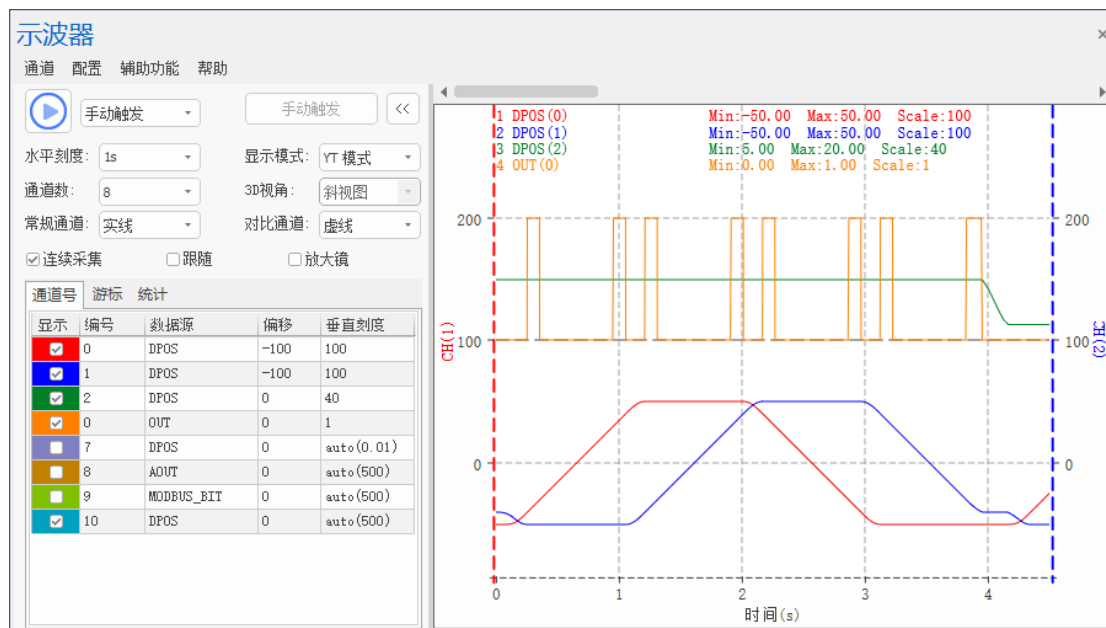 示波器
通道 配置 辅助功能 帮助
手动触发 手动触发 <<
水平刻度: 1s 显示模式: YT 模式
通道数: 8 3D视角: 斜视图
常规通道: 实线 对比通道: 虚线
连续采集 跟随 放大镜
通道号 游标 统计
显示 编号 数据源 偏移 垂直刻度
0 DPOS -100 100
1 DPOS -100 100
2 DPOS 0 40
0 OUT 0 1
7 DPOS 0 auto(0.01)
8 AOUT 0 auto(500)
9 MODBUS_BIT 0 auto(500)
10 DPOS 0 auto(500)
1 DPOS(0) Min:-50.00 Max:50.00 Scale:100
2 DPOS(1) Min:-50.00 Max:50.00 Scale:100
3 DPOS(2) Min:5.00 Max:20.00 Scale:40
4 OUT(0) Min:0.00 Max:1.00 Scale:1
200 200
CH(1)
100 100
CH(2)
0 0
0 1 2 3 4
时间(s)